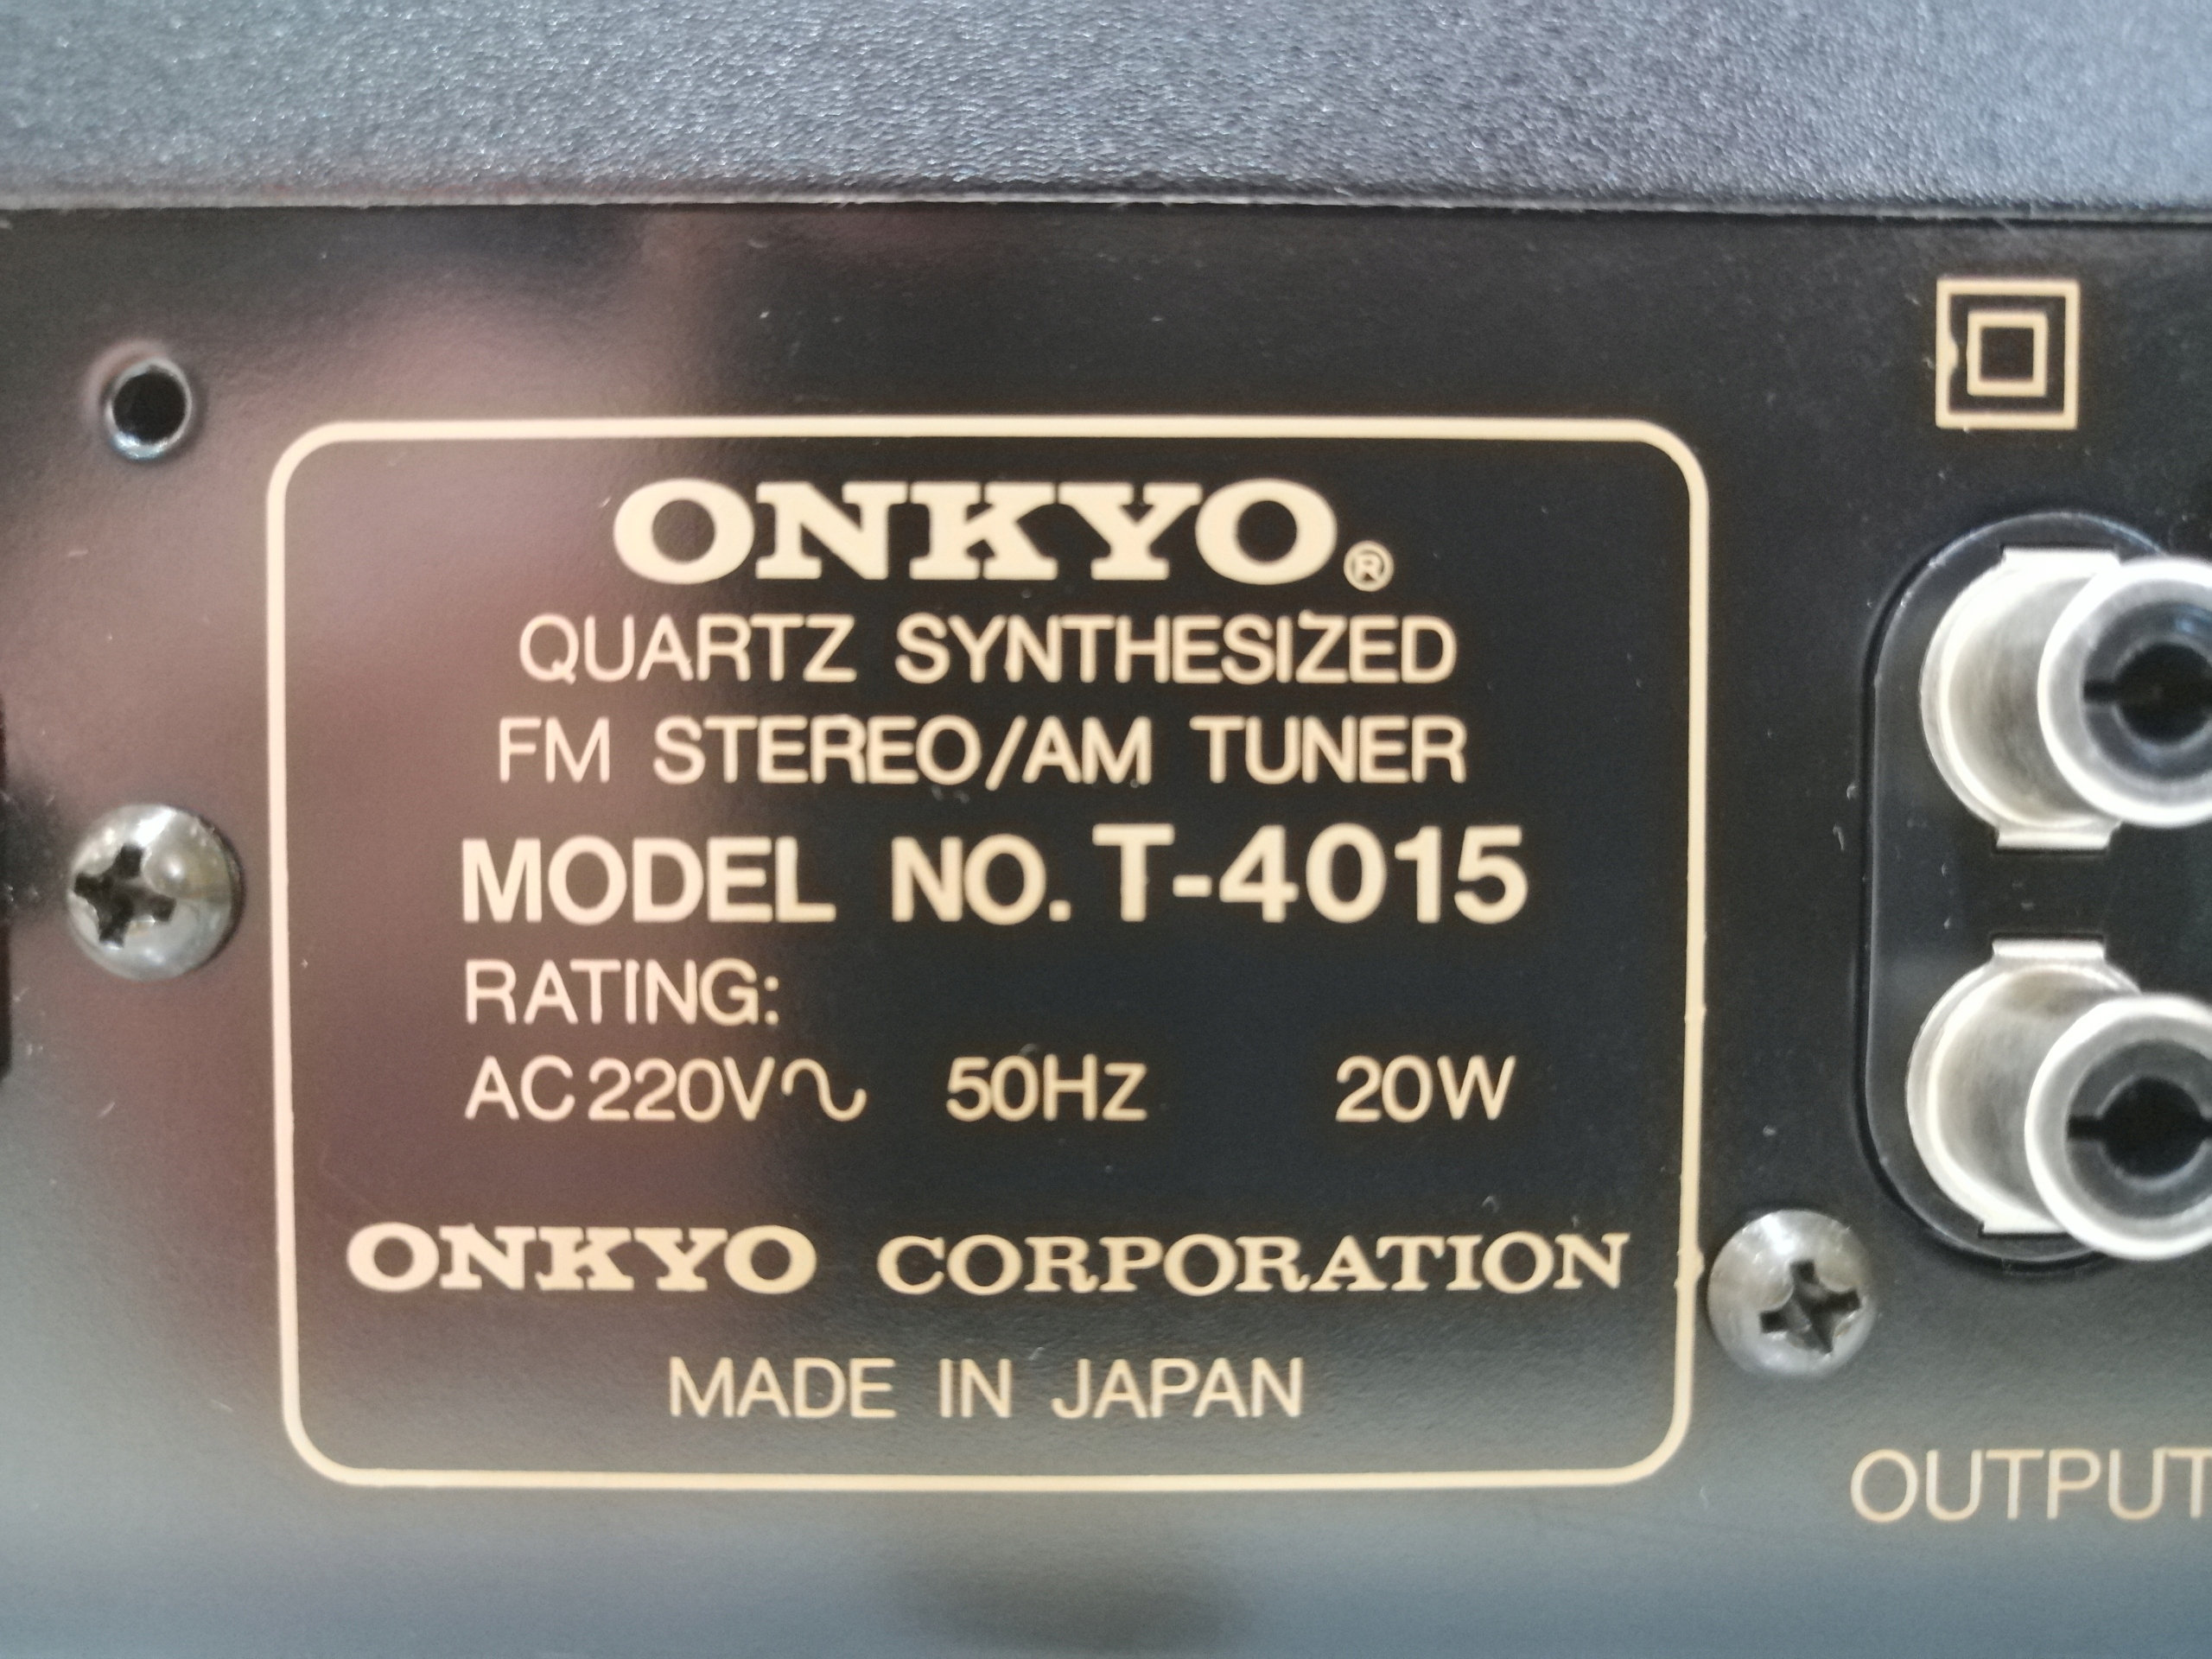 ONKYO®
QUARTZ SYNTHESIZED
FM STEREO/AM TUNER
MODEL NO. T-4015
RATING:
AC 220V∿ 50Hz 20W
ONKYO CORPORATION
MADE IN JAPAN
OUTPUT